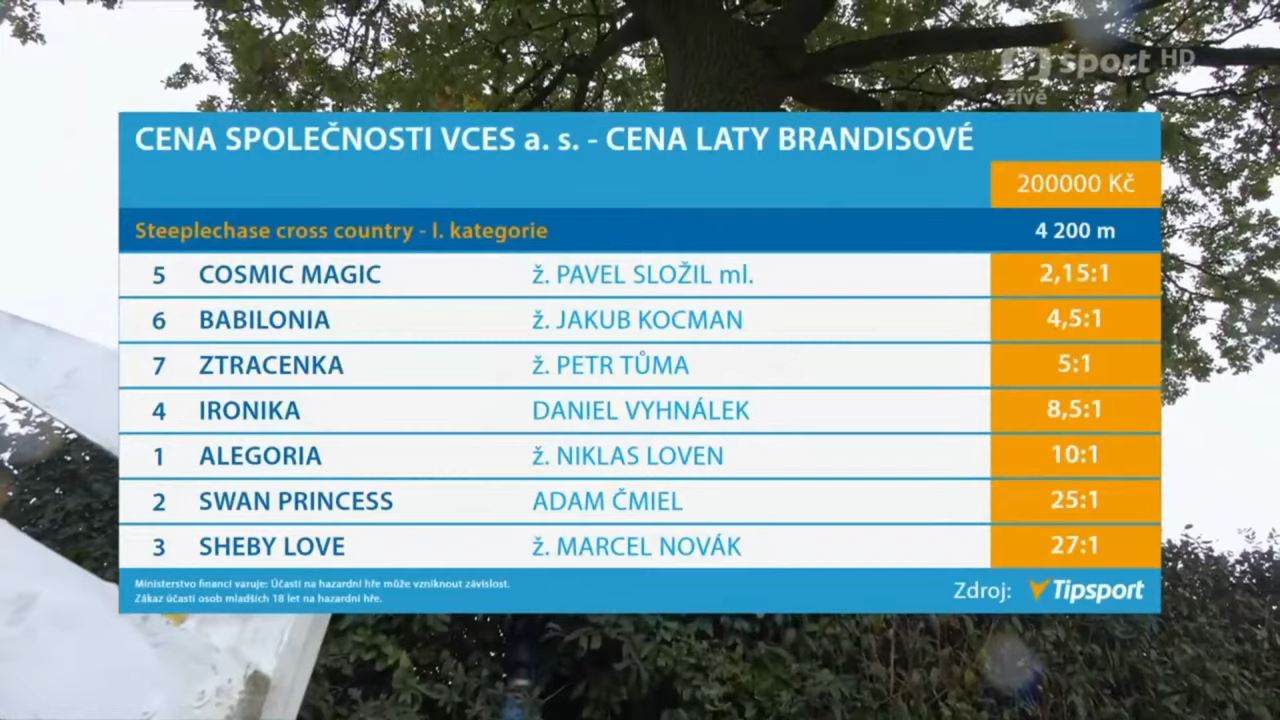 sport HD
živě
CENA SPOLEČNOSTI VCES a. s. - CENA LATY BRANDISOVÉ
200000 Kč
Steeplechase cross country - I. kategorie 4 200 m
5 COSMIC MAGIC ž. PAVEL SLOŽIL ml. 2,15:1
6 BABILONIA ž. JAKUB KOCMAN 4,5:1
7 ZTRACENKA ž. PETR TŮMA 5:1
4 IRONIKA DANIEL VYHNÁLEK 8,5:1
1 ALEGORIA ž. NIKLAS LOVEN 10:1
2 SWAN PRINCESS ADAM ČMIEL 25:1
3 SHEBY LOVE ž. MARCEL NOVÁK 27:1
Ministerstvo financí varuje: Účastí na hazardní hře může vzniknout závislost.
Zákaz účasti osob mladších 18 let na hazardní hře.
Zdroj: Tipsport